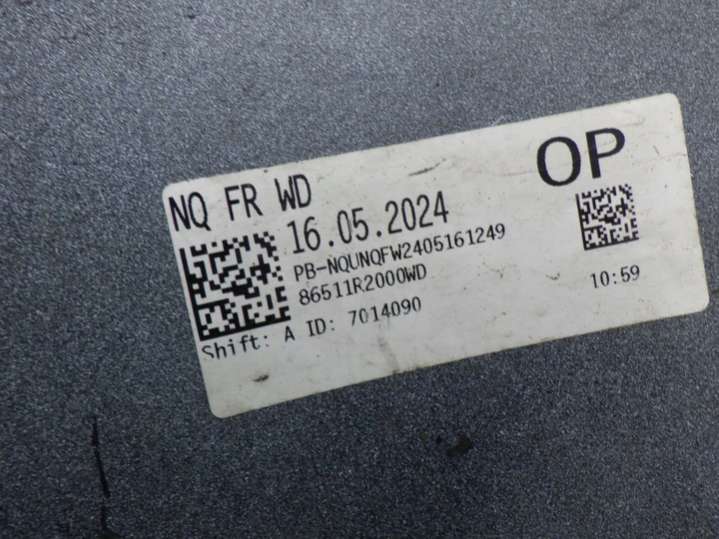 OP
NQ FR WD
16.05.2024
PB-NQUNQFW2405161249
86511R2000WD
10:59
Shift: A ID: 7014090